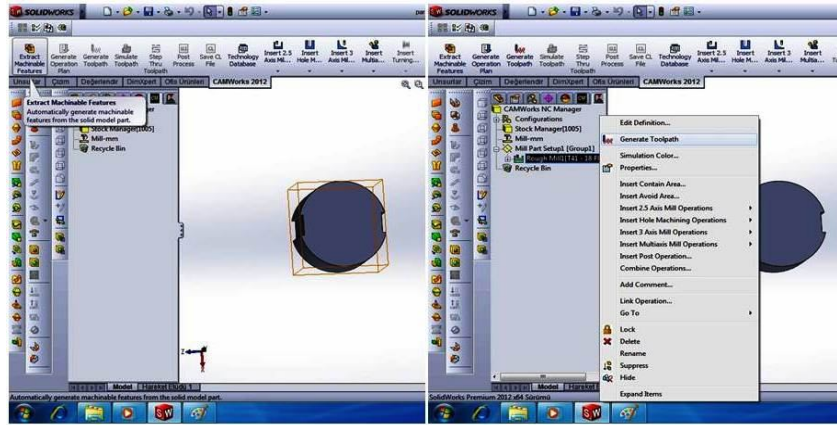 SOLIDWORKS
Extract Machinable Features
Generate Operation Plan
Generate Toolpath
Simulate Toolpath
Step Thru Toolpath
Post Process
Save CL File
Technology Database
Insert 2.5 Axis Mil...
Insert Hole M...
Insert 3 Axis Mil...
Insert Multia...
Insert Turning...
Unsurlar Çizim Değerlendir DimXpert Ofis Ürünleri CAMWorks 2012
Extract Machinable Features
Automatically generate machinable
features from the solid model part.
Stock Manager[1005]
Mill-mm
Recycle Bin
Z
Model
Automatically generate machinable features from the solid model part.
SOLIDWORKS
Extract Machinable Features
Generate Operation Plan
Generate Toolpath
Simulate Toolpath
Step Thru Toolpath
Post Process
Save CL File
Technology Database
Insert 2.5 Axis Mil...
Insert Hole M...
Insert 3 Axis Mil...
Insert Multia...
Insert Turning...
Unsurlar Çizim Değerlendir DimXpert Ofis Ürünleri CAMWorks 2012
CAMWorks NC Manager
Configurations
Stock Manager[1005]
Mill-mm
Mill Part Setup1 [Group1]
Recycle Bin
Edit Definition...
Generate Toolpath
Simulation Color...
Properties...
Insert Contain Area...
Insert Avoid Area...
Insert 2.5 Axis Mill Operations
Insert Hole Machining Operations
Insert 3 Axis Mill Operations
Insert Multiaxis Mill Operations
Insert Post Operation...
Combine Operations...
Add Comment...
Link Operation...
Go To
Lock
Delete
Rename
Suppress
Hide
Expand Items
Model
SolidWorks Premium 2012 x64 Sürümü